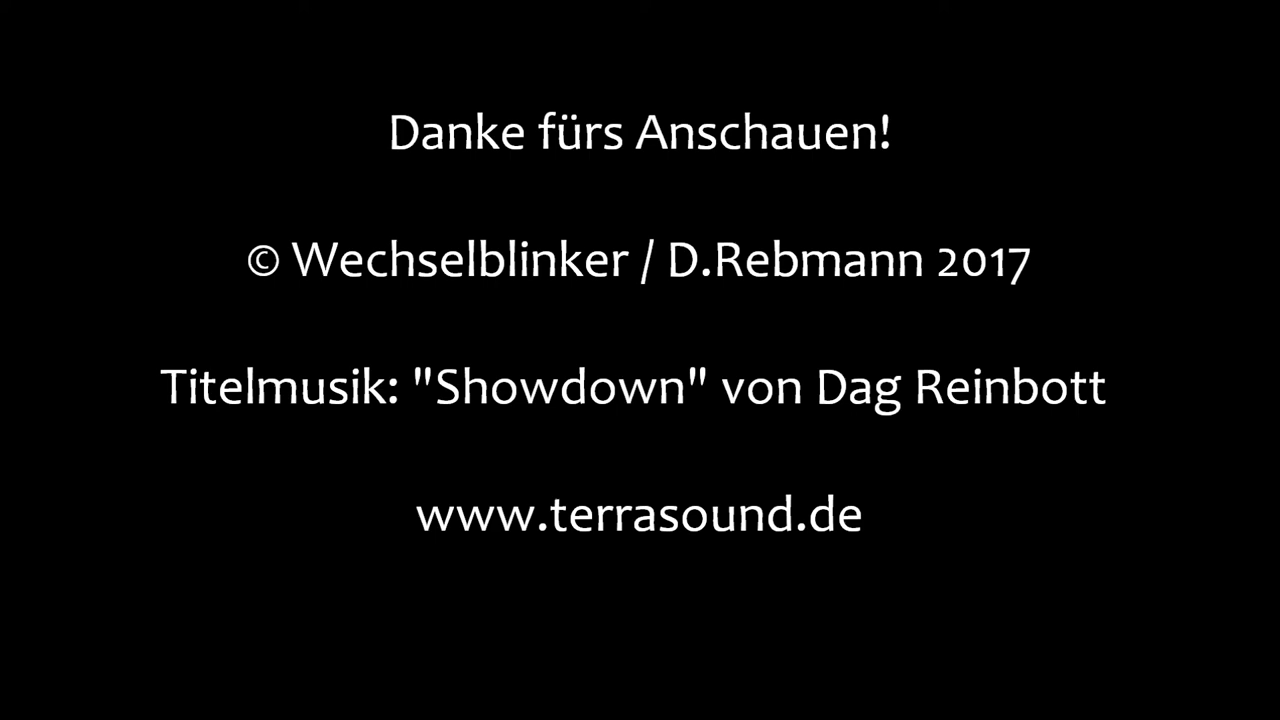 Danke fürs Anschauen!
© Wechselblinker / D.Rebmann 2017
Titelmusik: "Showdown" von Dag Reinbott
www.terrasound.de